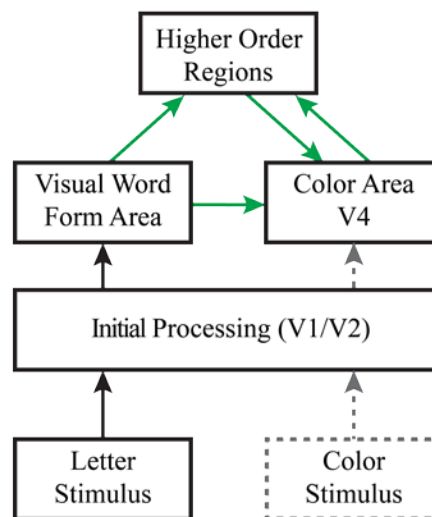 Higher Order
Regions
Visual Word
Form Area
Color Area
V4
Initial Processing (V1/V2)
Letter
Stimulus
Color
Stimulus